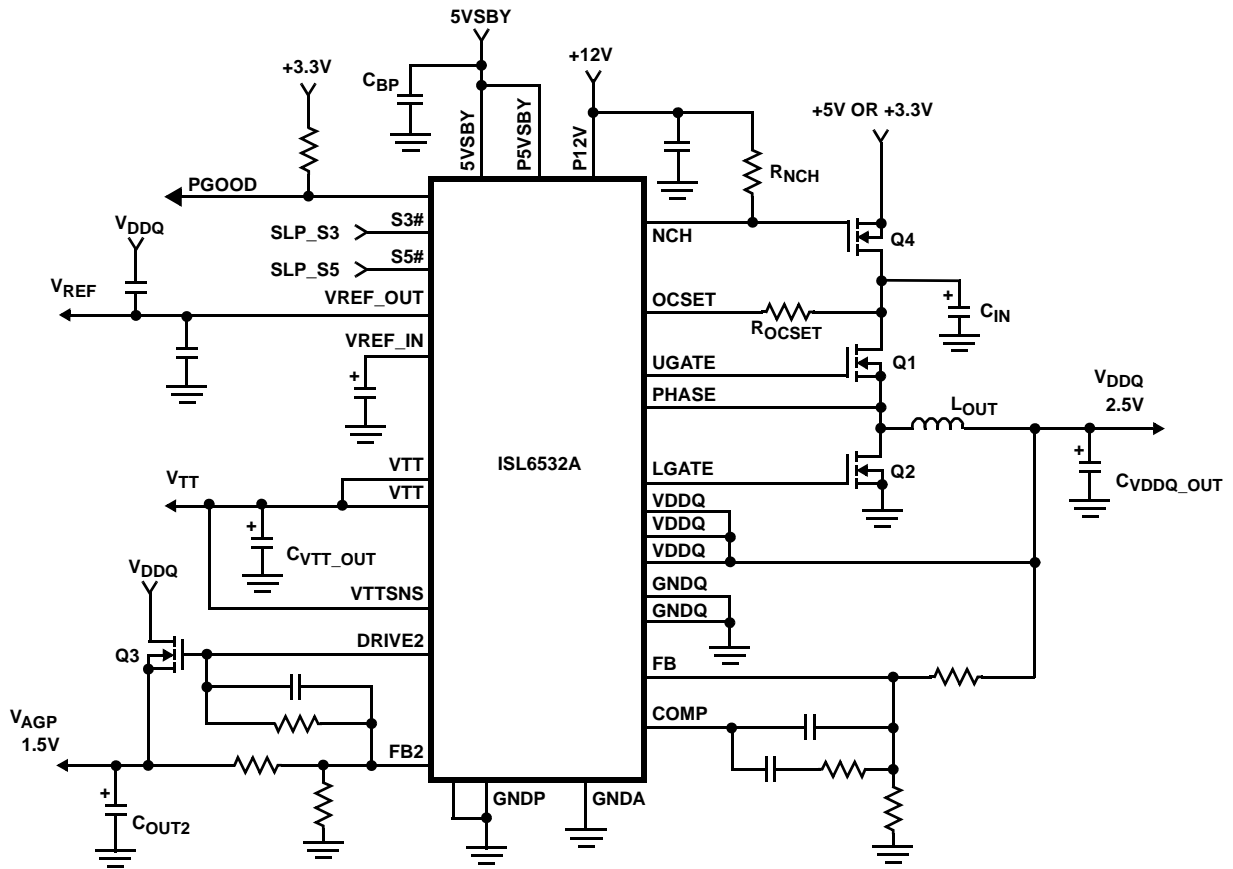 5VSBY
+12V
+3.3V
CBP
+5V OR +3.3V
5VSBY
P5VSBY
P12V
RNCH
PGOOD
S3#
SLP_S3
NCH
Q4
VDDQ
S5#
SLP_S5
VREF
VREF_OUT
OCSET
ROCSET
+
CIN
VREF_IN
+
UGATE
Q1
PHASE
LOUT
VDDQ
2.5V
VTT
ISL6532A
LGATE
Q2
+
CVDDQ_OUT
VTT
VTT
VDDQ
VDDQ
VDDQ
+
CVTT_OUT
VDDQ
VTTSNS
GNDQ
GNDQ
Q3
DRIVE2
FB
VAGP
1.5V
COMP
FB2
+
COUT2
GNDP
GNDA